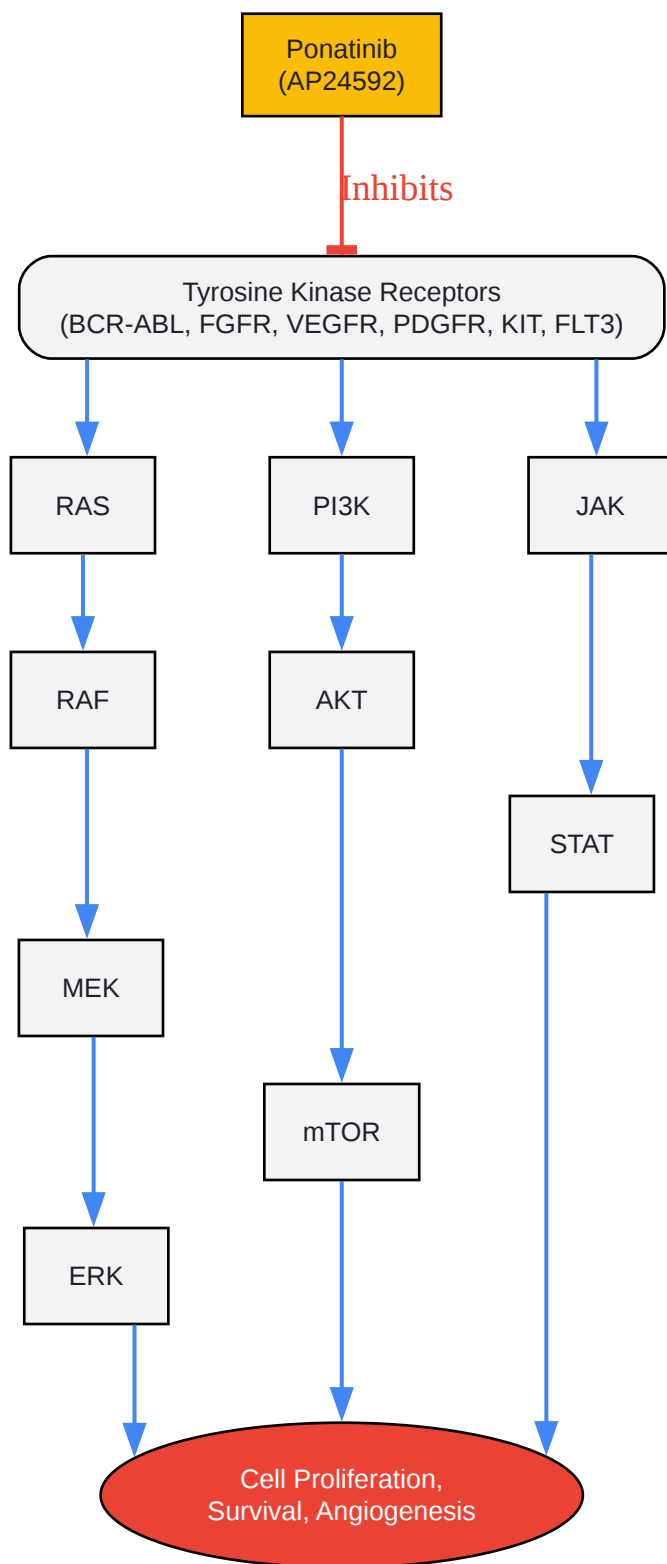 Ponatinib
(AP24592)
Inhibits
Tyrosine Kinase Receptors
(BCR-ABL, FGFR, VEGFR, PDGFR, KIT, FLT3)
RAS
PI3K
JAK
RAF
AKT
STAT
MEK
mTOR
ERK
Cell Proliferation,
Survival, Angiogenesis